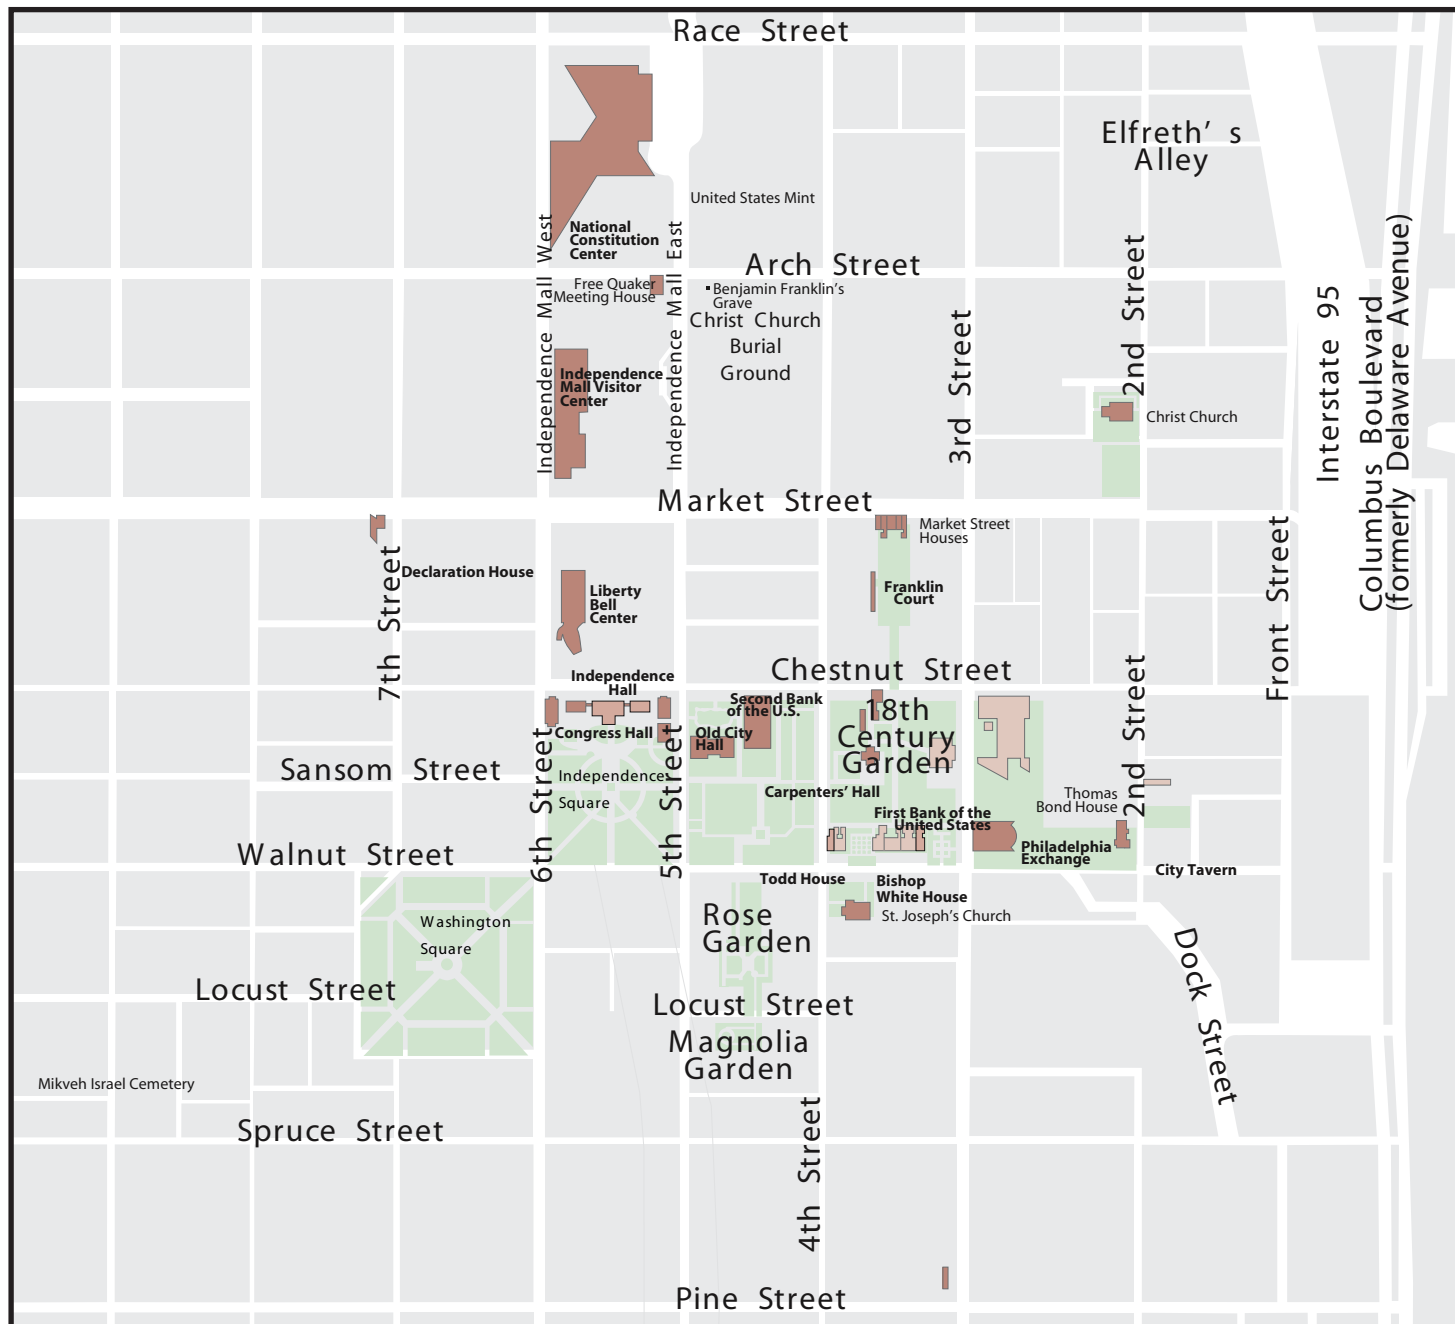 Race Street
Elfreth' s
Alley
United States Mint
National
Constitution
Center
Independence Mall West
Independence Mall East
Arch Street
Free Quaker
Meeting House
Benjamin Franklin's
Grave
Christ Church
Burial
Ground
2nd Street
3rd Street
Interstate 95
Columbus Boulevard
(formerly Delaware Avenue)
Independence
Mall Visitor
Center
Christ Church
Market Street
Market Street
Houses
Declaration House
7th Street
Liberty
Bell
Center
Franklin
Court
Front Street
Chestnut Street
Independence
Hall
Second Bank
of the U.S.
18th
Century
Garden
Congress Hall
Old City
Hall
2nd Street
Sansom Street
6th Street
Independence
Square
5th Street
Carpenters' Hall
Thomas
Bond House
First Bank of the
United States
Philadelphia
Exchange
Walnut Street
City Tavern
Todd House
Bishop
White House
St. Joseph's Church
Washington
Square
Rose
Garden
Dock Street
Locust Street
Locust Street
Magnolia
Garden
Mikveh Israel Cemetery
Spruce Street
4th Street
Pine Street